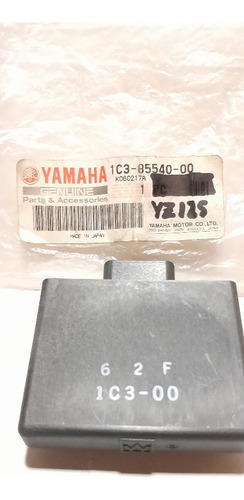 YAMAHA
GENUINE
Parts & Accessories
MADE IN JAPAN
1C3-85540-00
K060217A
1 PC
YZ125
YAMAHA MOTOR CO., LTD.
6 2 F
1C3-00